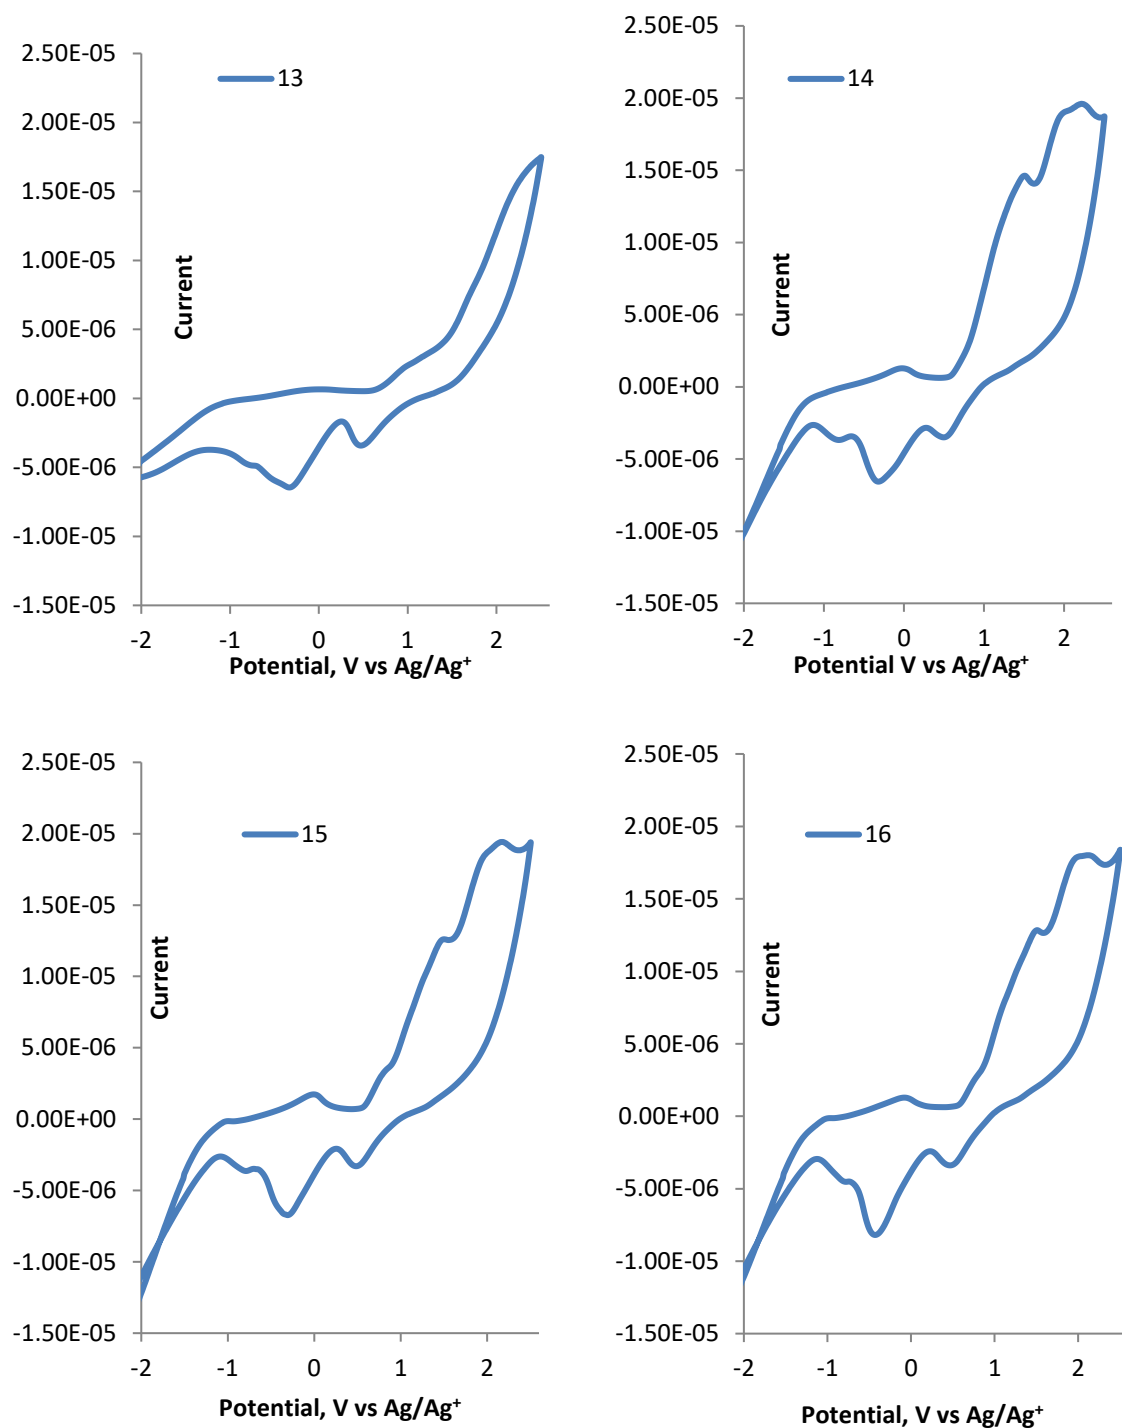 2.50E-05
2.00E-05
1.50E-05
1.00E-05
5.00E-06
0.00E+00
-5.00E-06
-1.00E-05
-1.50E-05
13
Current
-2 -1 0 1 2
Potential, V vs Ag/Ag⁺
2.50E-05
2.00E-05
1.50E-05
1.00E-05
5.00E-06
0.00E+00
-5.00E-06
-1.00E-05
-1.50E-05
14
Current
-2 -1 0 1 2
Potential V vs Ag/Ag⁺
2.50E-05
2.00E-05
1.50E-05
1.00E-05
5.00E-06
0.00E+00
-5.00E-06
-1.00E-05
-1.50E-05
15
Current
-2 -1 0 1 2
Potential, V vs Ag/Ag⁺
2.50E-05
2.00E-05
1.50E-05
1.00E-05
5.00E-06
0.00E+00
-5.00E-06
-1.00E-05
-1.50E-05
16
Current
-2 -1 0 1 2
Potential, V vs Ag/Ag⁺